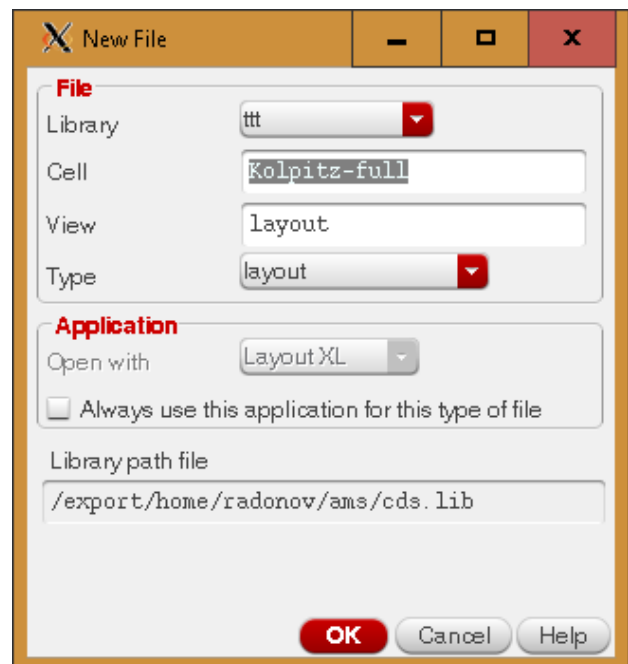 New File
File
Library ttt
Cell Kolpitz-full
View layout
Type layout
Application
Open with Layout XL
Always use this application for this type of file
Library path file
/export/home/radonov/ams/cds.lib
OK Cancel Help